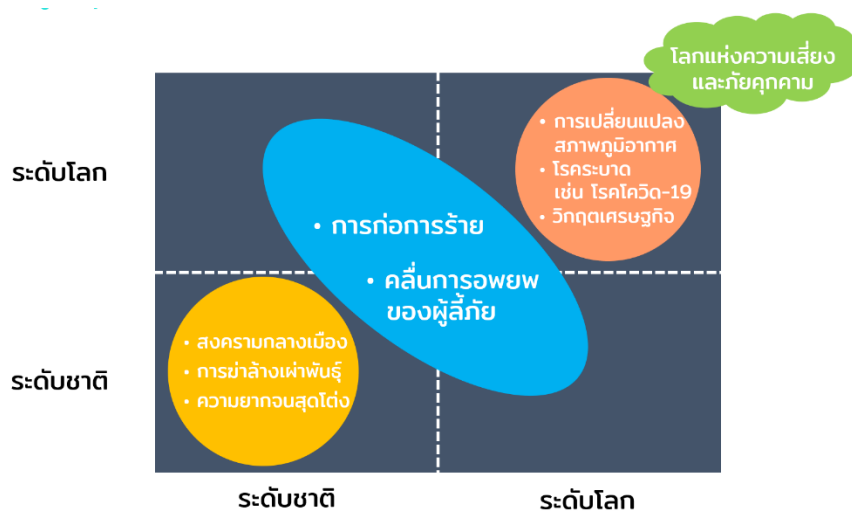 โลกแห่งความเสี่ยง
และภัยคุกคาม
ระดับโลก
• การเปลี่ยนแปลง
สภาพภูมิอากาศ
• โรคระบาด
เช่น โรคโควิด-19
• วิกฤตเศรษฐกิจ
• การก่อการร้าย
• คลื่นการอพยพ
ของผู้ลี้ภัย
ระดับชาติ
• สงครามกลางเมือง
• การฆ่าล้างเผ่าพันธุ์
• ความยากจนสุดโต่ง
ระดับชาติ
ระดับโลก